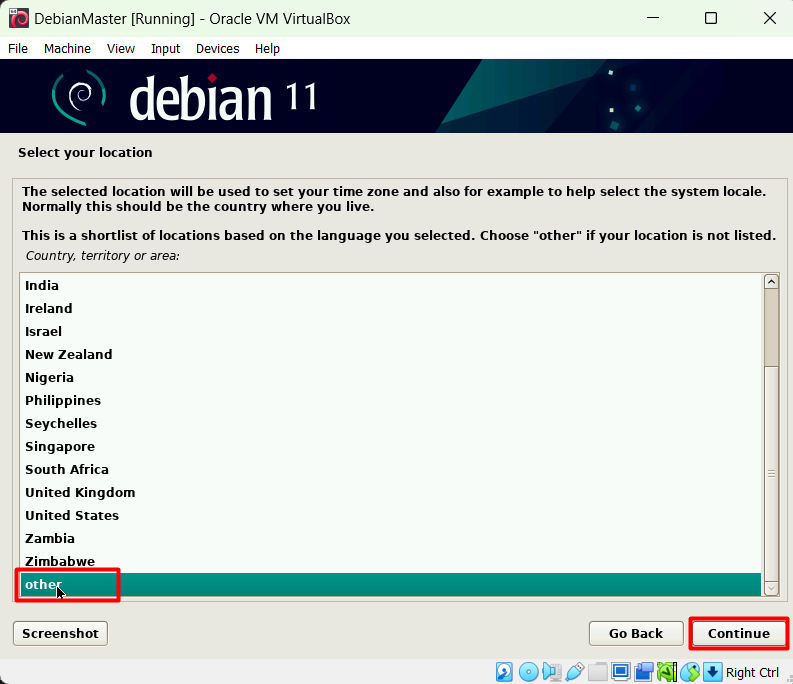 DebianMaster [Running] - Oracle VM VirtualBox
File Machine View Input Devices Help
debian 11
Select your location
The selected location will be used to set your time zone and also for example to help select the system locale.
Normally this should be the country where you live.
This is a shortlist of locations based on the language you selected. Choose "other" if your location is not listed.
Country, territory or area:
India
Ireland
Israel
New Zealand
Nigeria
Philippines
Seychelles
Singapore
South Africa
United Kingdom
United States
Zambia
Zimbabwe
other
Screenshot Go Back Continue
Right Ctrl